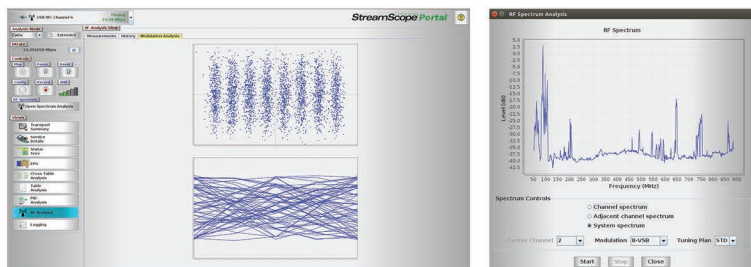 StreamScope Portal
RF Analysis View
Measurements History Modulation Analysis
Analysis Mode
Extended
Bitrate
Controls
Open Spectrum Analysis
Views
Transport
Summary
Service
Details
Status
Tree
EPG
Cross Table
Analysis
Table
Analysis
PID
Analysis
RF Analysis
Logging
RF Spectrum Analysis
RF Spectrum
Level(dB)
5.0
2.5
0.0
-2.5
-5.0
-7.5
-10.0
-12.5
-15.0
-17.5
-20.0
-22.5
-25.0
-27.5
-30.0
-32.5
-35.0
-37.5
-40.0
-42.5
50 100 150 200 250 300 350 400 450 500 550 600 650 700 750 800 850 900
Frequency (MHz)
Spectrum Controls
Channel spectrum
Adjacent channel spectrum
System spectrum
Center Channel 2 Modulation 8-VSB Tuning Plan STD
Start Stop Close